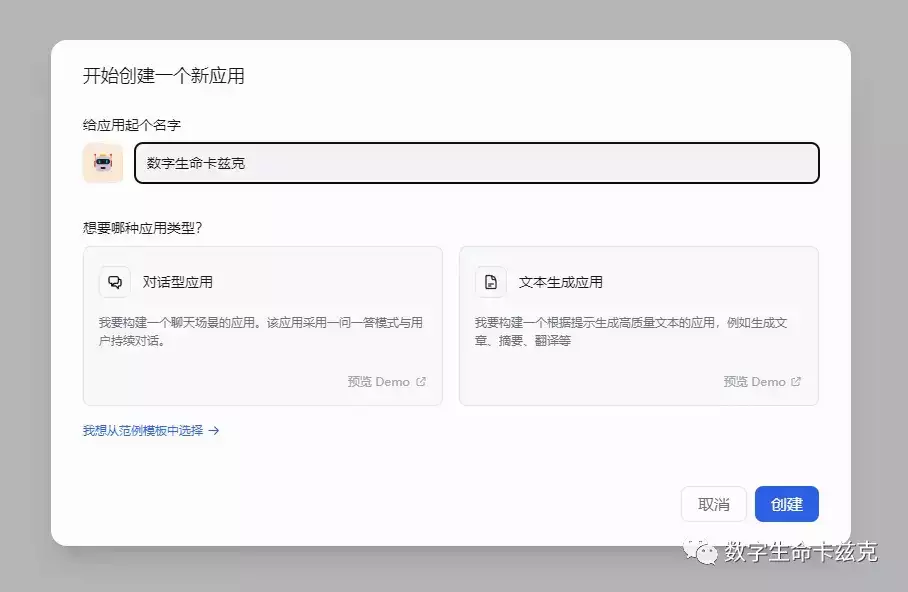 开始创建一个新应用
给应用起个名字
数字生命卡兹克
想要哪种应用类型?
对话型应用
我要构建一个聊天场景的应用。该应用采用一问一答模式与用
户持续对话。
预览 Demo
文本生成应用
我要构建一个根据提示生成高质量文本的应用，例如生成文
章、摘要、翻译等
预览 Demo
我想从范例模板中选择 →
取消
创建
数字生命卡兹克